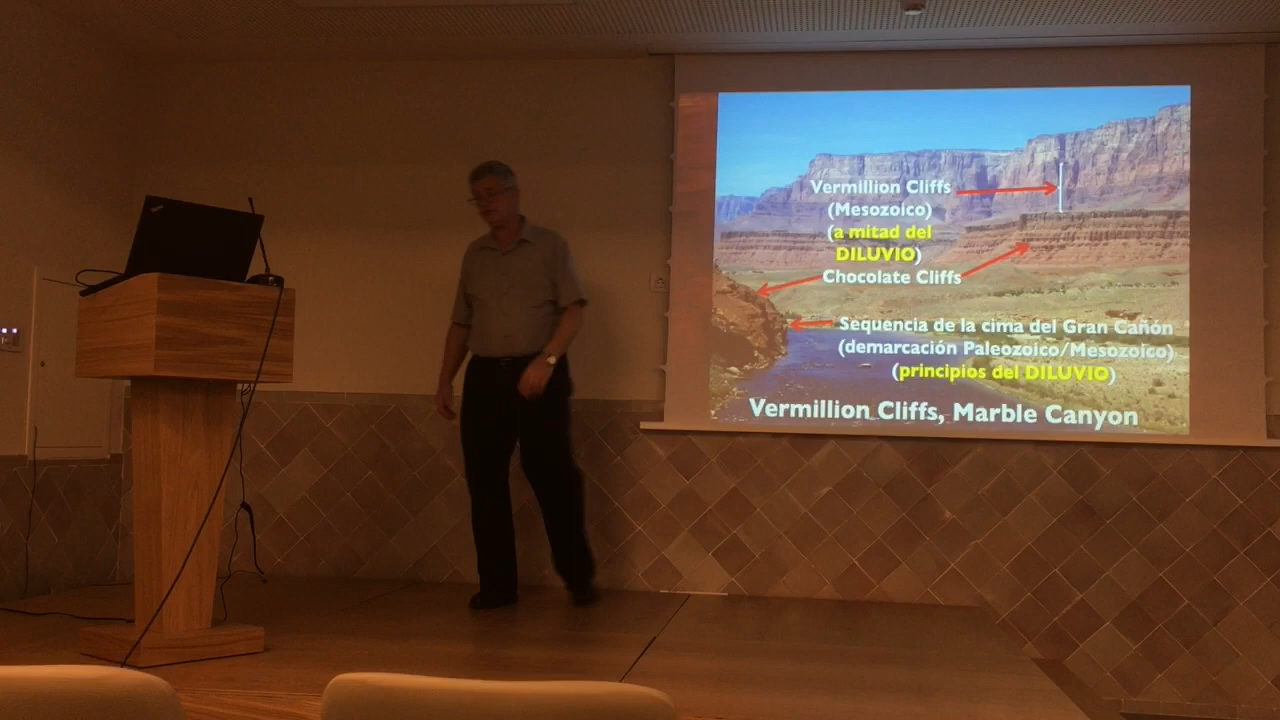 Vermillion Cliffs
(Mesozoico)
(a mitad del
DILUVIO)
Chocolate Cliffs
Sequencia de la cima del Gran Cañón
(demarcación Paleozoico/Mesozoico)
(principios del DILUVIO)
Vermillion Cliffs, Marble Canyon